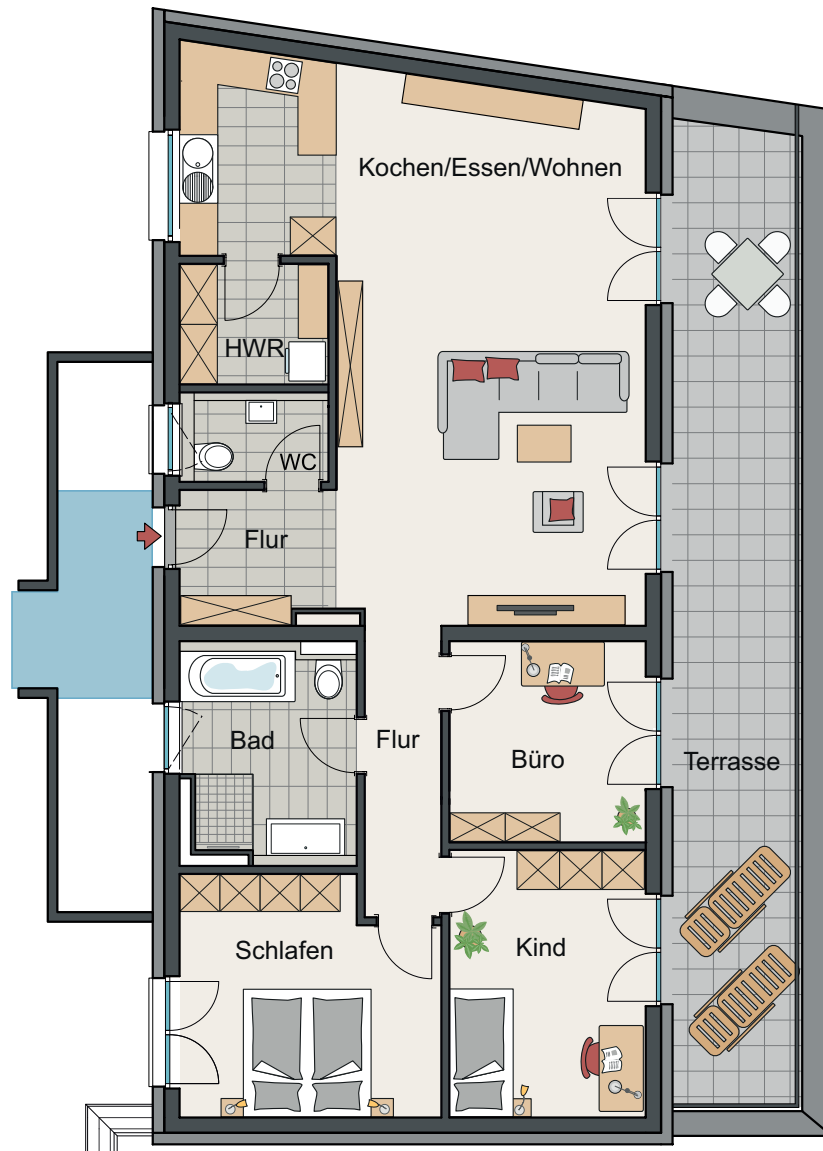 Kochen/Essen/Wohnen
HWR
WC
Flur
Bad
Flur
Büro
Terrasse
Schlafen
Kind